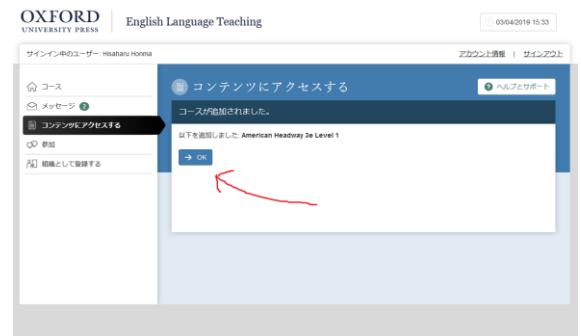 OXFORD
UNIVERSITY PRESS
English Language Teaching
03/04/2019 15:33
サインイン中のユーザー: Hisaharu Honma
アカウント情報 | サインアウト
コース
メッセージ 2
コンテンツにアクセスする
参加
組織として登録する
コンテンツにアクセスする
ヘルプとサポート
コースが追加されました。
以下を追加しました: American Headway 3e Level 1
OK